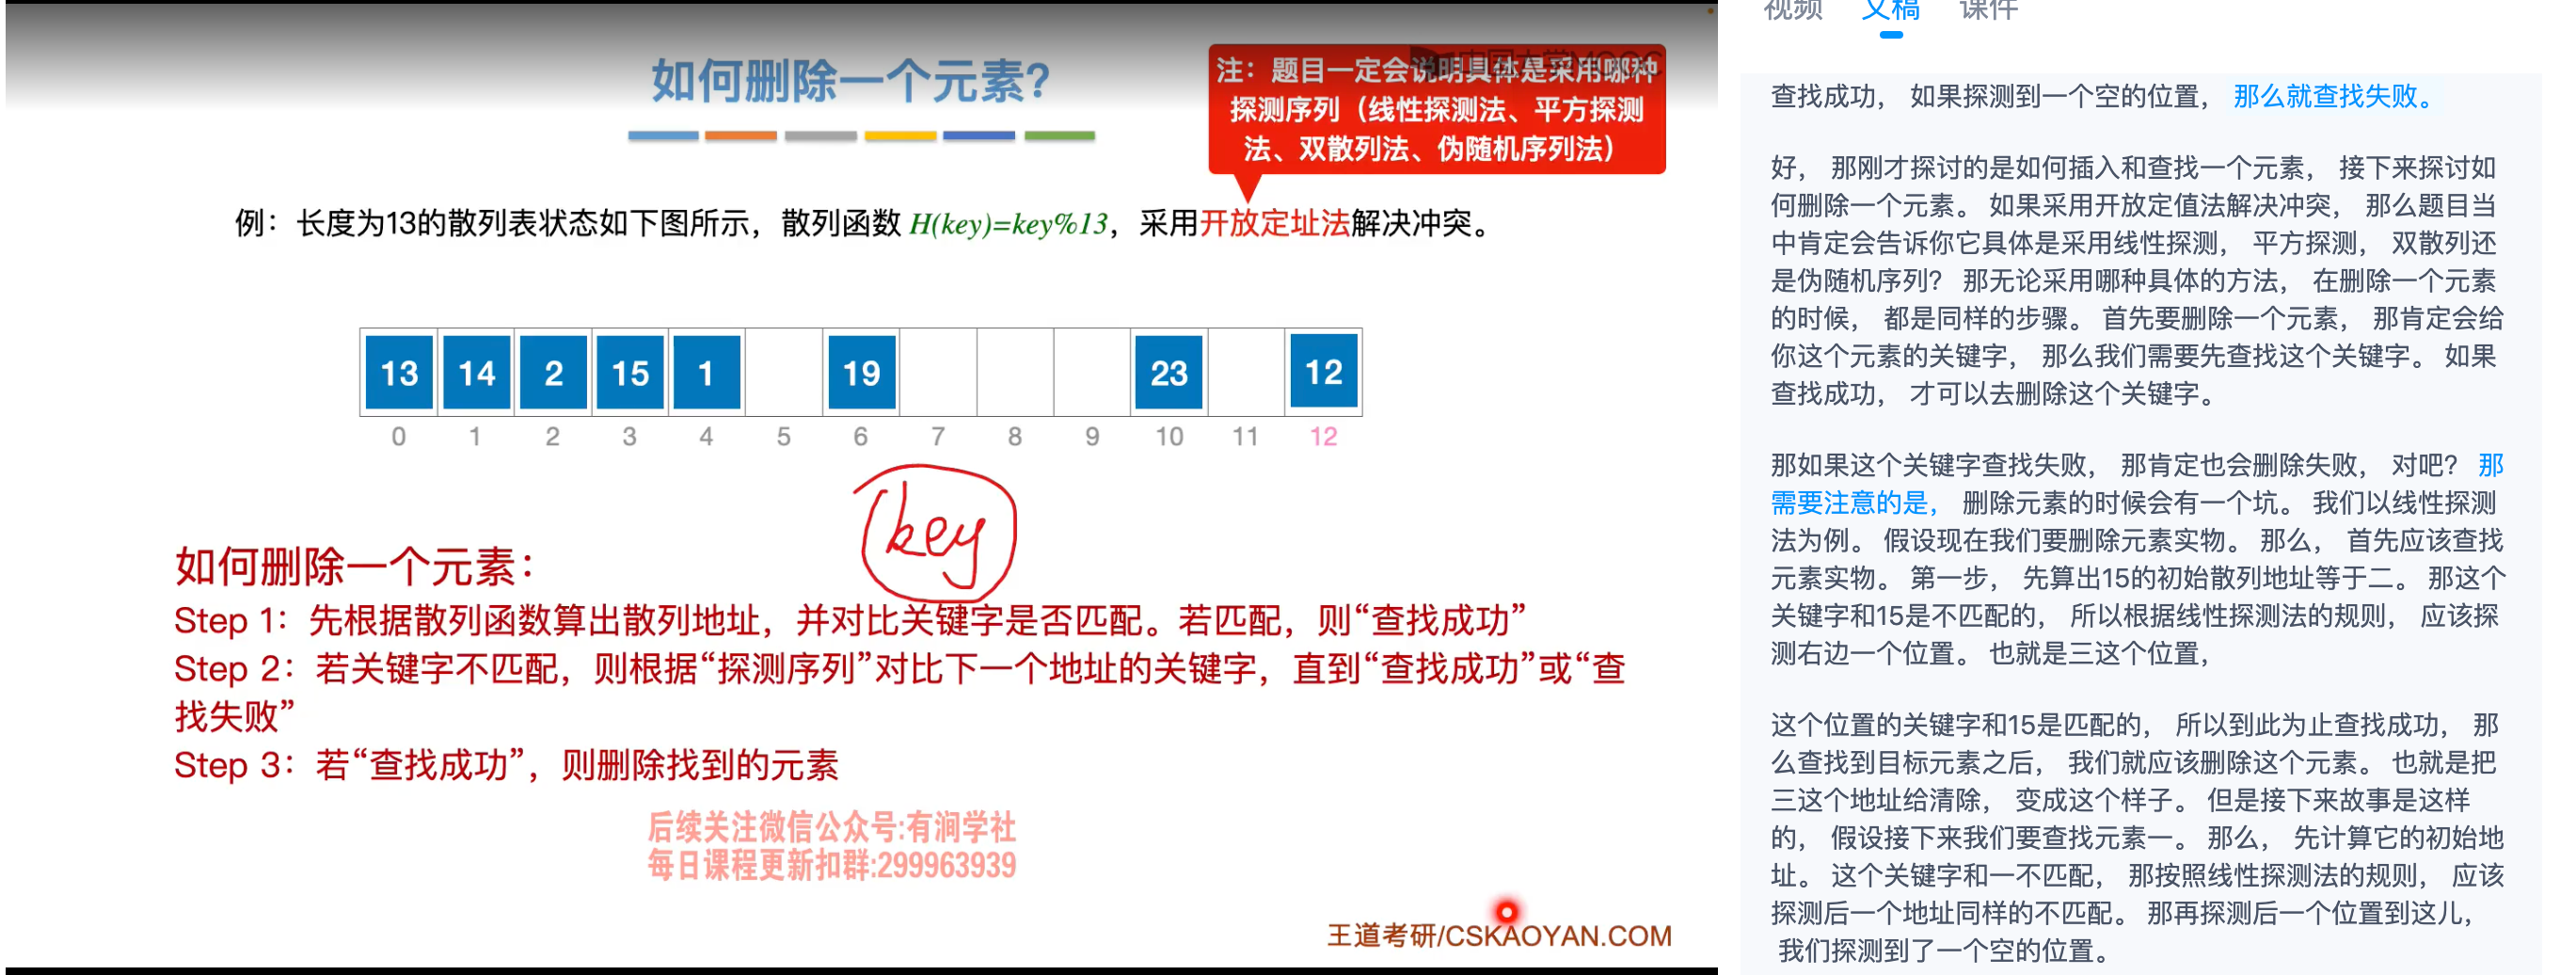 如何删除一个元素?
注：题目一定会说明具体是采用哪种
探测序列（线性探测法、平方探测
法、双散列法、伪随机序列法）
例：长度为13的散列表状态如下图所示，散列函数 H(key)=key%13，采用开放定址法解决冲突。
13 14 2 15 1 19 23 12
0 1 2 3 4 5 6 7 8 9 10 11 12
key
如何删除一个元素：
Step 1：先根据散列函数算出散列地址，并对比关键字是否匹配。若匹配，则“查找成功”
Step 2：若关键字不匹配，则根据“探测序列”对比下一个地址的关键字，直到“查找成功”或“查
找失败”
Step 3：若“查找成功”，则删除找到的元素
后续关注微信公众号:有涧学社
每日课程更新扣群:299963939
王道考研/CSKAOYAN.COM
视频 文稿 课件
查找成功， 如果探测到一个空的位置， 那么就查找失败。
好， 那刚才探讨的是如何插入和查找一个元素， 接下来探讨如
何删除一个元素。 如果采用开放定值法解决冲突， 那么题目当
中肯定会告诉你它具体是采用线性探测， 平方探测， 双散列还
是伪随机序列？ 那无论采用哪种具体的方法， 在删除一个元素
的时候， 都是同样的步骤。 首先要删除一个元素， 那肯定会给
你这个元素的关键字， 那么我们需要先查找这个关键字。 如果
查找成功， 才可以去删除这个关键字。
那如果这个关键字查找失败， 那肯定也会删除失败， 对吧？ 那
需要注意的是， 删除元素的时候会有一个坑。 我们以线性探测
法为例。 假设现在我们要删除元素实物。 那么， 首先应该查找
元素实物。 第一步， 先算出15的初始散列地址等于二。 那这个
关键字和15是不匹配的， 所以根据线性探测法的规则， 应该探
测右边一个位置。 也就是三这个位置，
这个位置的关键字和15是匹配的， 所以到此为止查找成功， 那
么查找到目标元素之后， 我们就应该删除这个元素。 也就是把
三这个地址给清除， 变成这个样子。 但是接下来故事是这样
的， 假设接下来我们要查找元素一。 那么， 先计算它的初始地
址。 这个关键字和一不匹配， 那按照线性探测法的规则， 应该
探测后一个地址同样的不匹配。 那再探测后一个位置到这儿，
我们探测到了一个空的位置。